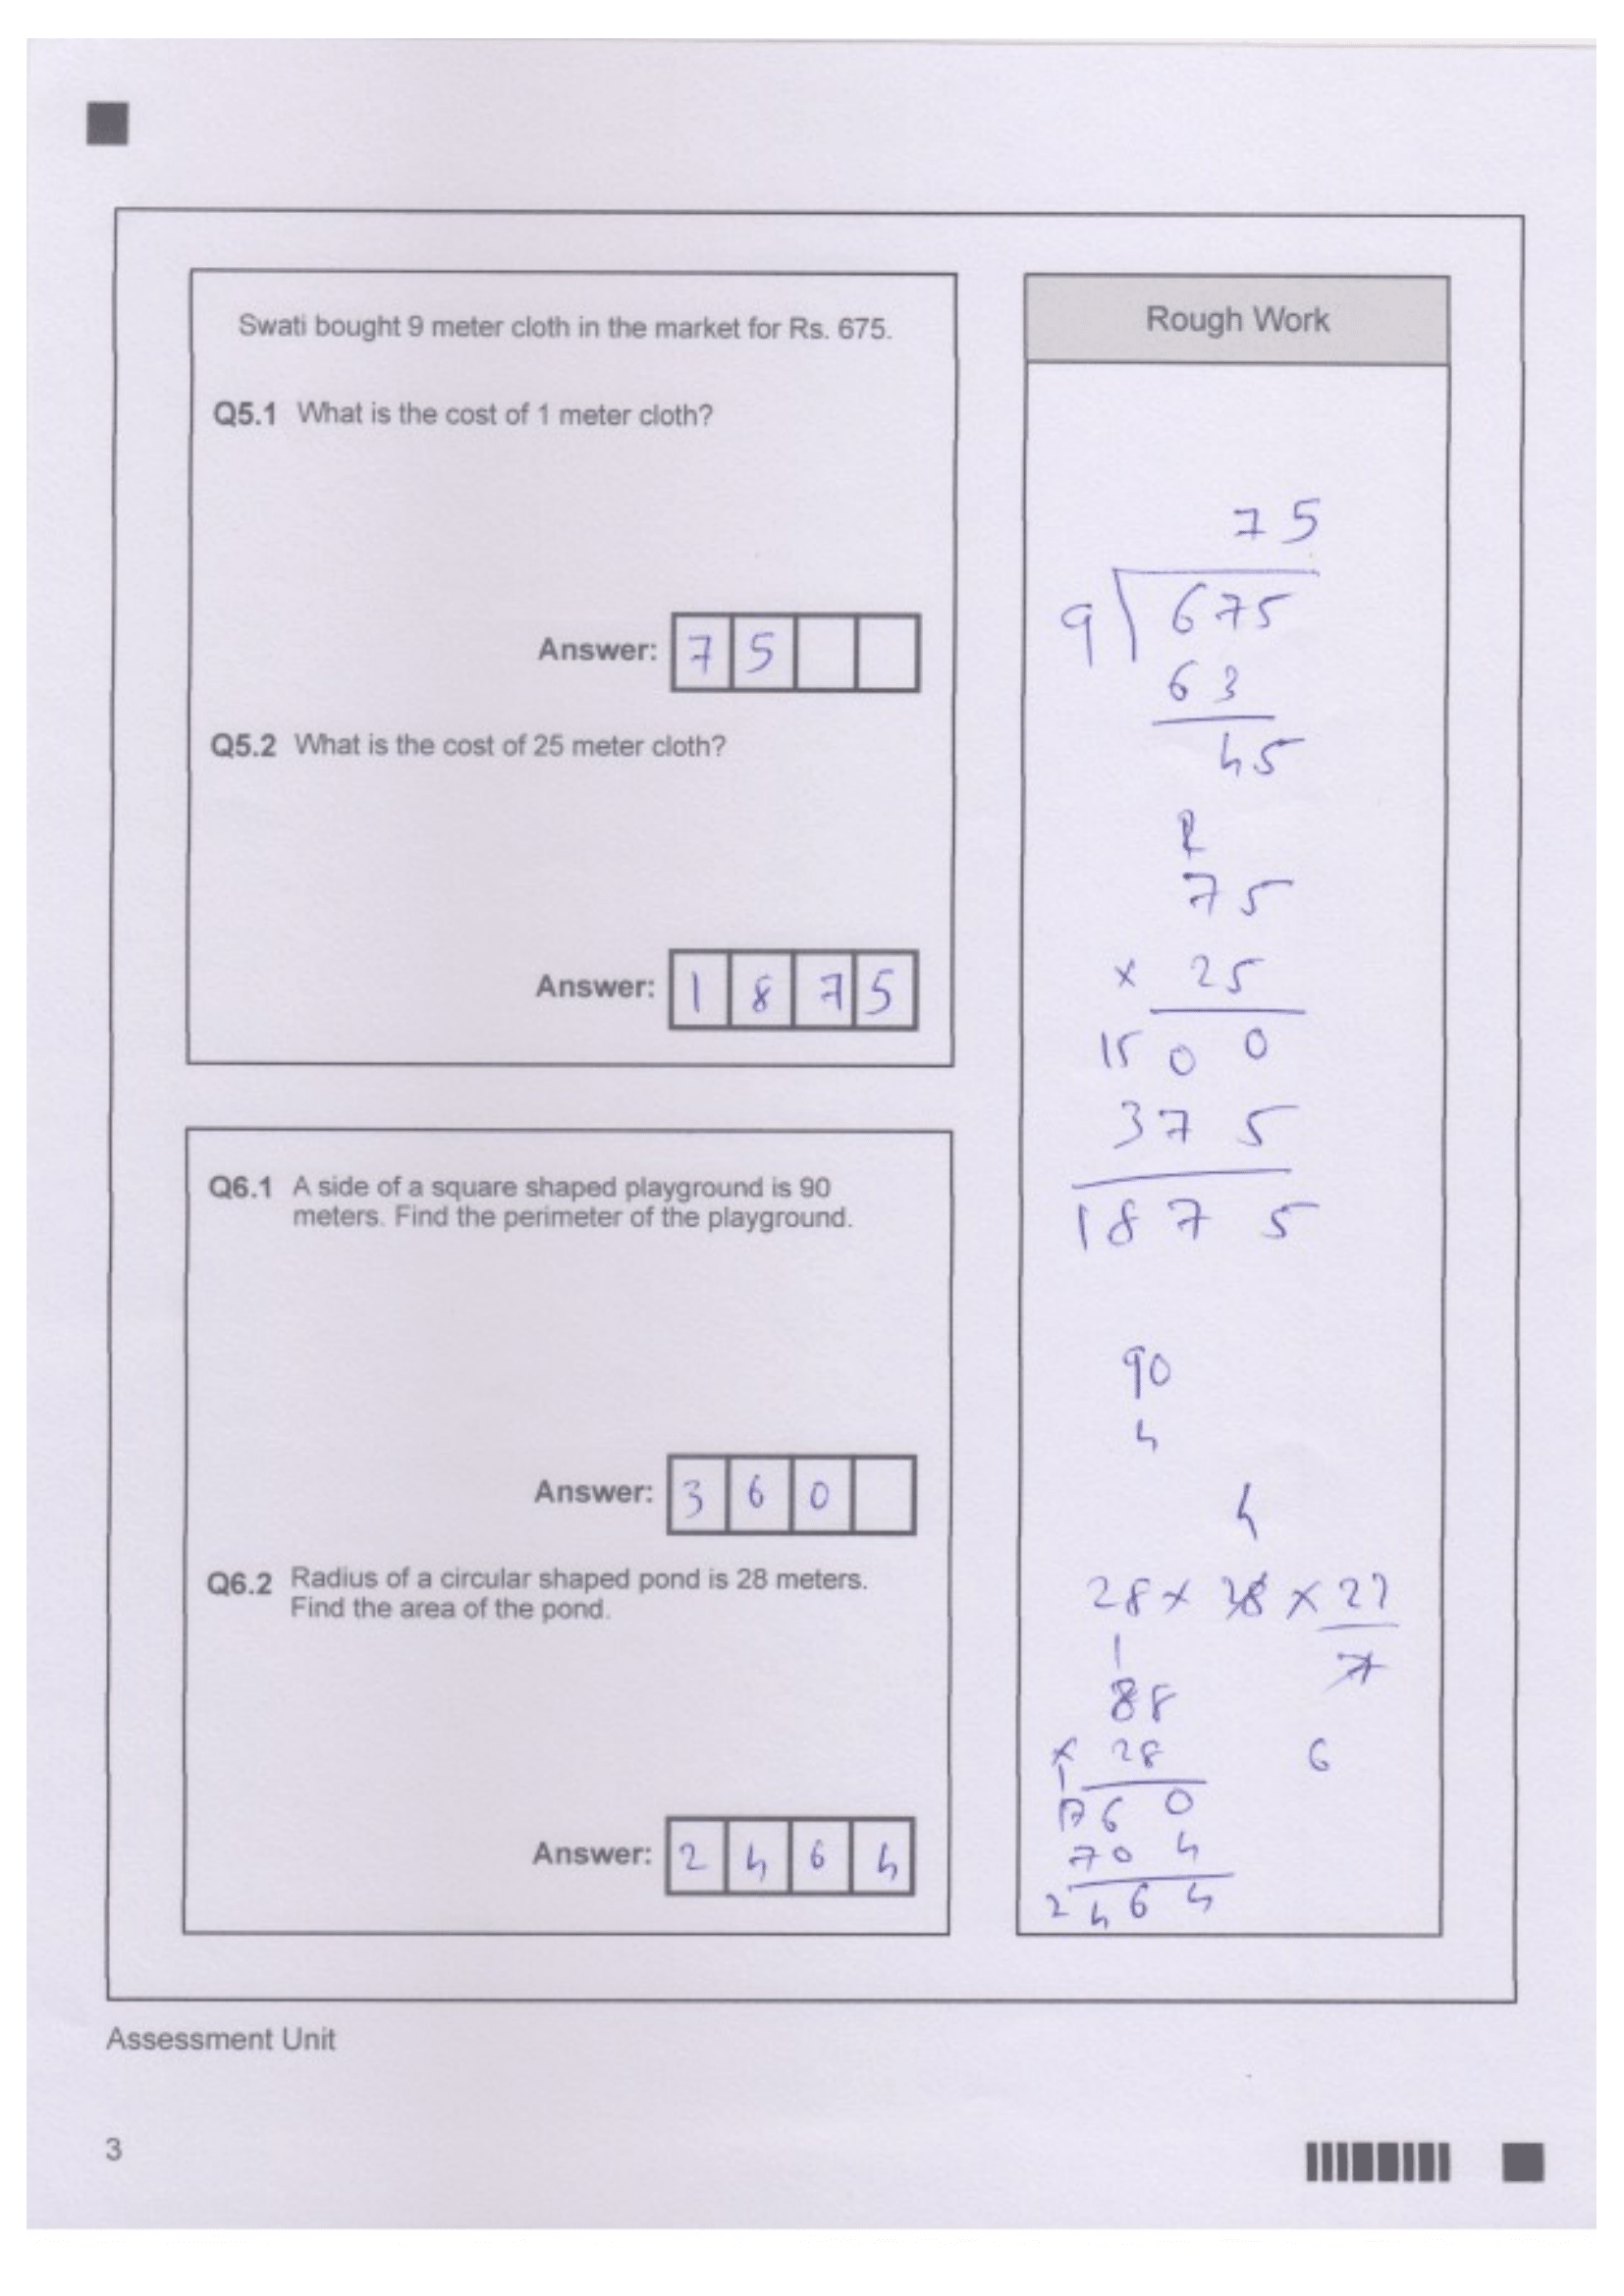 Swati bought 9 meter cloth in the market for Rs. 675.
Q5.1 What is the cost of 1 meter cloth?
Answer: 7 5
Q5.2 What is the cost of 25 meter cloth?
Answer: 1 8 7 5
Q6.1 A side of a square shaped playground is 90
meters. Find the perimeter of the playground.
Answer: 3 6 0
Q6.2 Radius of a circular shaped pond is 28 meters.
Find the area of the pond.
Answer: 2 4 6 4
Rough Work
75
9 675
63
45
75
× 25
15 0 0
37 5
187 5
90
4
4
28 × 28 × 22
7
1
88
× 28
6
1
176 0
70 4
2 4 6 4
Assessment Unit
3